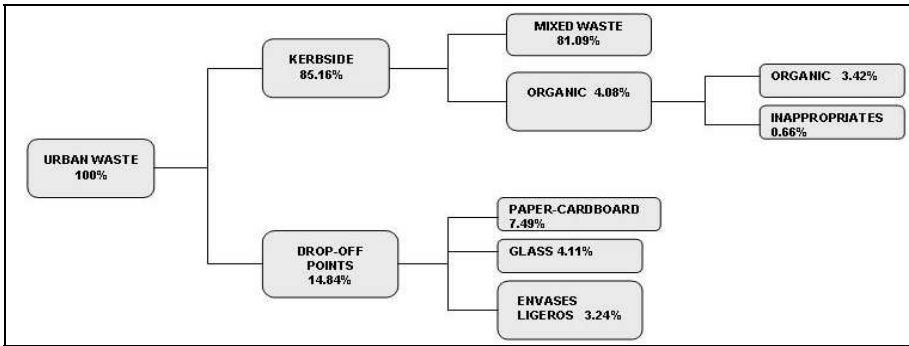 URBAN WASTE
100%
KERBSIDE
85.16%
MIXED WASTE
81.09%
ORGANIC 4.08%
ORGANIC 3.42%
INAPPROPRIATES
0.66%
DROP-OFF
POINTS
14.84%
PAPER-CARDBOARD
7.49%
GLASS 4.11%
ENVASES
LIGEROS 3.24%